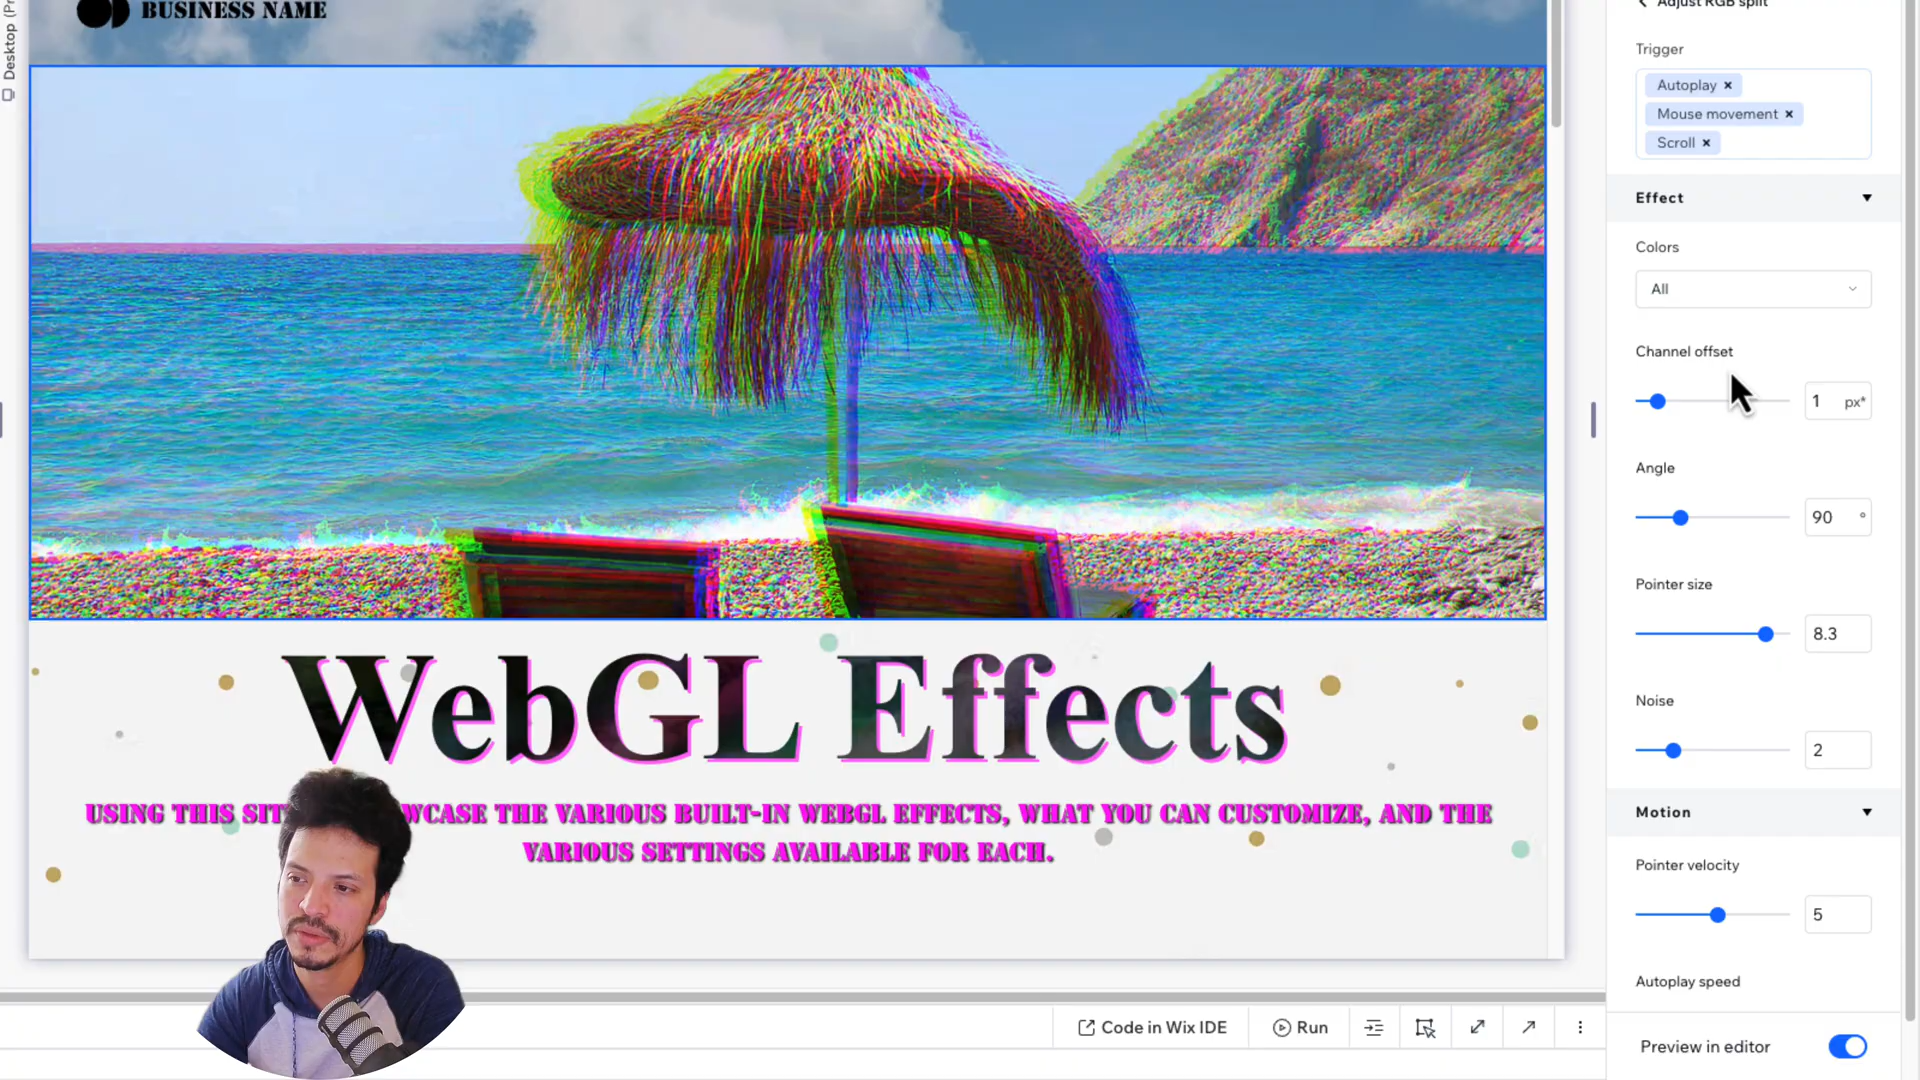 Desktop (Pr
BUSINESS NAME
Adjust RGB split
Trigger
Autoplay ×
Mouse movement ×
Scroll ×
Effect
Colors
All
Channel offset
1 px*
Angle
90 °
Pointer size
8.3
Noise
2
Motion
Pointer velocity
5
Autoplay speed
Preview in editor
WebGL Effects
USING THIS SIT WCASE THE VARIOUS BUILT-IN WEBGL EFFECTS, WHAT YOU CAN CUSTOMIZE, AND THE
VARIOUS SETTINGS AVAILABLE FOR EACH.
Code in Wix IDE
Run